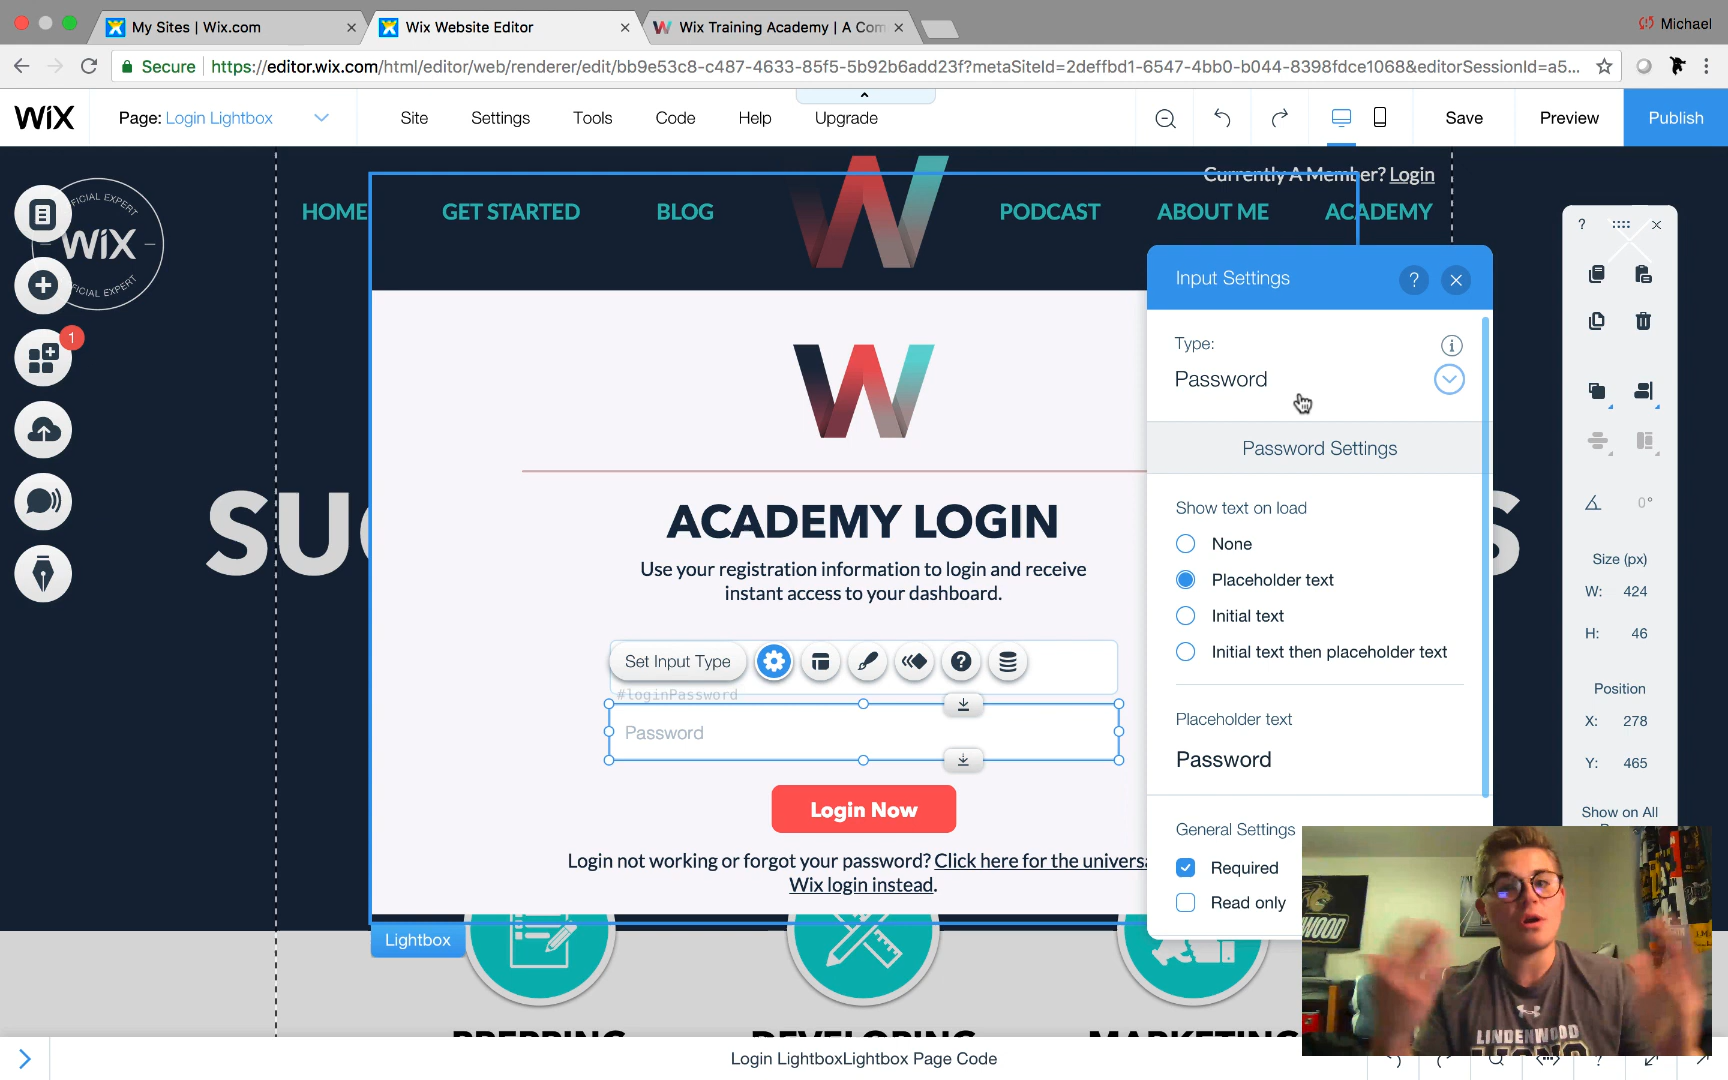 My Sites | Wix.com
Wix Website Editor
Wix Training Academy | A Com
Michael
Secure
https://editor.wix.com/html/editor/web/renderer/edit/bb9e53c8-c487-4633-85f5-5b92b6add23f?metaSiteId=2deffbd1-6547-4bb0-b044-8398fdce1068&editorSessionId=a5...
WiX
Page: Login Lightbox
Site
Settings
Tools
Code
Help
Upgrade
Save
Preview
Publish
Currently A Member? Login
HOME
GET STARTED
BLOG
PODCAST
ABOUT ME
ACADEMY
WiX
1
Input Settings
?
Type:
Password
Password Settings
Show text on load
None
Placeholder text
Initial text
Initial text then placeholder text
Placeholder text
Password
General Settings
Required
Read only
ACADEMY LOGIN
Use your registration information to login and receive
instant access to your dashboard.
Set Input Type
#loginPassword
Password
Login Now
Login not working or forgot your password? Click here for the universa
Wix login instead.
Lightbox
?
0°
Size (px)
W: 424
H: 46
Position
X: 278
Y: 465
Show on All
PREPPING
DEVELOPING
MARKETING
LINDENWOOD
Login LightboxLightbox Page Code